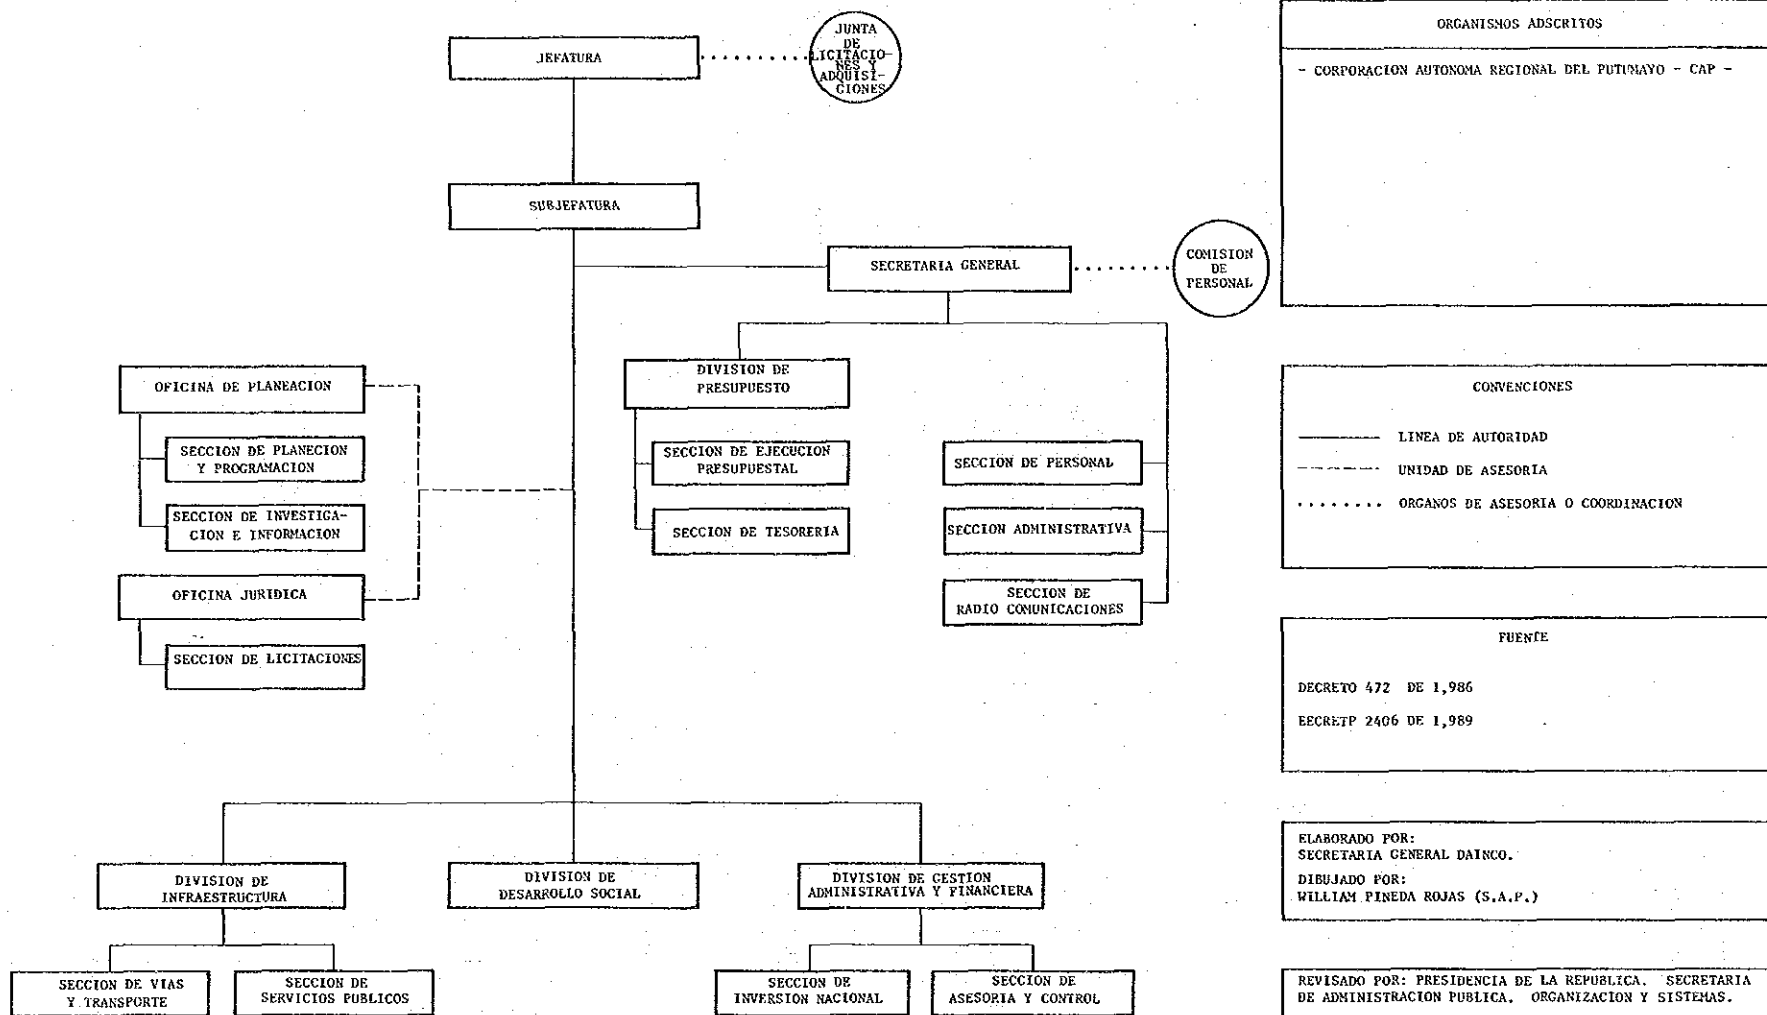 JEFATURA
JUNTA
DE
LICITACIO-
NES Y
ADQUISI-
CIONES
SUBJEFATURA
SECRETARIA GENERAL
COMISION
DE
PERSONAL
OFICINA DE PLANEACION
SECCION DE PLANECION
Y PROGRAMACION
SECCION DE INVESTIGA-
CION E INFORMACION
OFICINA JURIDICA
SECCION DE LICITACIONES
DIVISION DE
PRESUPUESTO
SECCION DE EJECUCION
PRESUPUESTAL
SECCION DE TESORERIA
SECCION DE PERSONAL
SECCION ADMINISTRATIVA
SECCION DE
RADIO COMUNICACIONES
DIVISION DE
INFRAESTRUCTURA
DIVISION DE
DESARROLLO SOCIAL
DIVISION DE GESTION
ADMINISTRATIVA Y FINANCIERA
SECCION DE VIAS
Y TRANSPORTE
SECCION DE
SERVICIOS PUBLICOS
SECCION DE
INVERSION NACIONAL
SECCION DE
ASESORIA Y CONTROL
ORGANISMOS ADSCRITOS
- CORPORACION AUTONOMA REGIONAL DEL PUTUMAYO - CAP -
CONVENCIONES
LINEA DE AUTORIDAD
UNIDAD DE ASESORIA
ORGANOS DE ASESORIA O COORDINACION
FUENTE
DECRETO 472 DE 1,986
EECRETP 2406 DE 1,989
ELABORADO POR:
SECRETARIA GENERAL DAINCO.
DIBUJADO POR:
WILLIAM PINEDA ROJAS (S.A.P.)
REVISADO POR: PRESIDENCIA DE LA REPUBLICA. SECRETARIA
DE ADMINISTRACION PUBLICA. ORGANIZACION Y SISTEMAS.